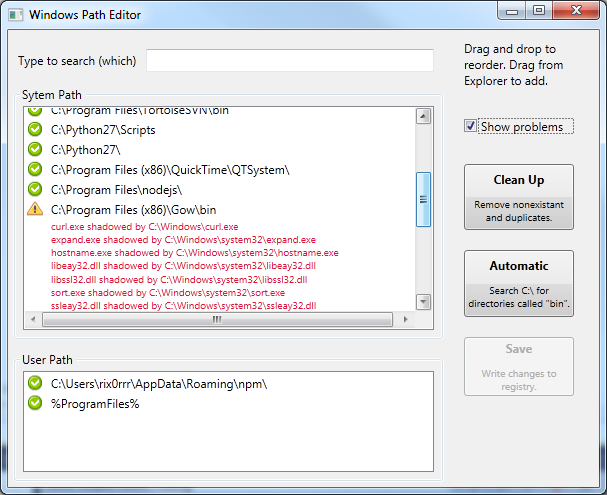 Windows Path Editor
Type to search (which)
Drag and drop to
reorder. Drag from
Explorer to add.
Sytem Path
C:\Program Files\TortoiseSVN\bin
C:\Python27\Scripts
C:\Python27\
C:\Program Files (x86)\QuickTime\QTSystem\
C:\Program Files\nodejs\
C:\Program Files (x86)\Gow\bin
curl.exe shadowed by C:\Windows\curl.exe
expand.exe shadowed by C:\Windows\system32\expand.exe
hostname.exe shadowed by C:\Windows\system32\hostname.exe
libeay32.dll shadowed by C:\Windows\system32\libeay32.dll
libssl32.dll shadowed by C:\Windows\system32\libssl32.dll
sort.exe shadowed by C:\Windows\system32\sort.exe
ssleay32.dll shadowed by C:\Windows\system32\ssleay32.dll
Show problems
Clean Up
Remove nonexistant
and duplicates.
Automatic
Search C:\ for
directories called "bin".
Save
Write changes to
registry.
User Path
C:\Users\rix0rrr\AppData\Roaming\npm\
%ProgramFiles%